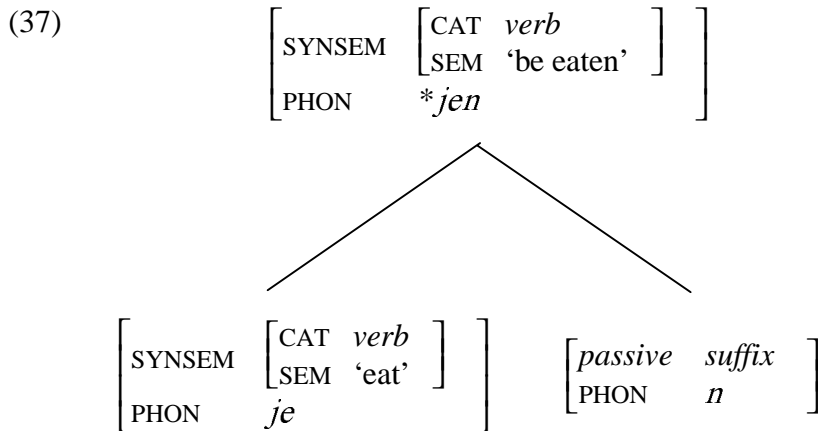 (37)
SYNSEM [CAT verb
SEM 'be eaten']
PHON *jen
SYNSEM [CAT verb
SEM ‘eat’]
PHON je
passive suffix
PHON n